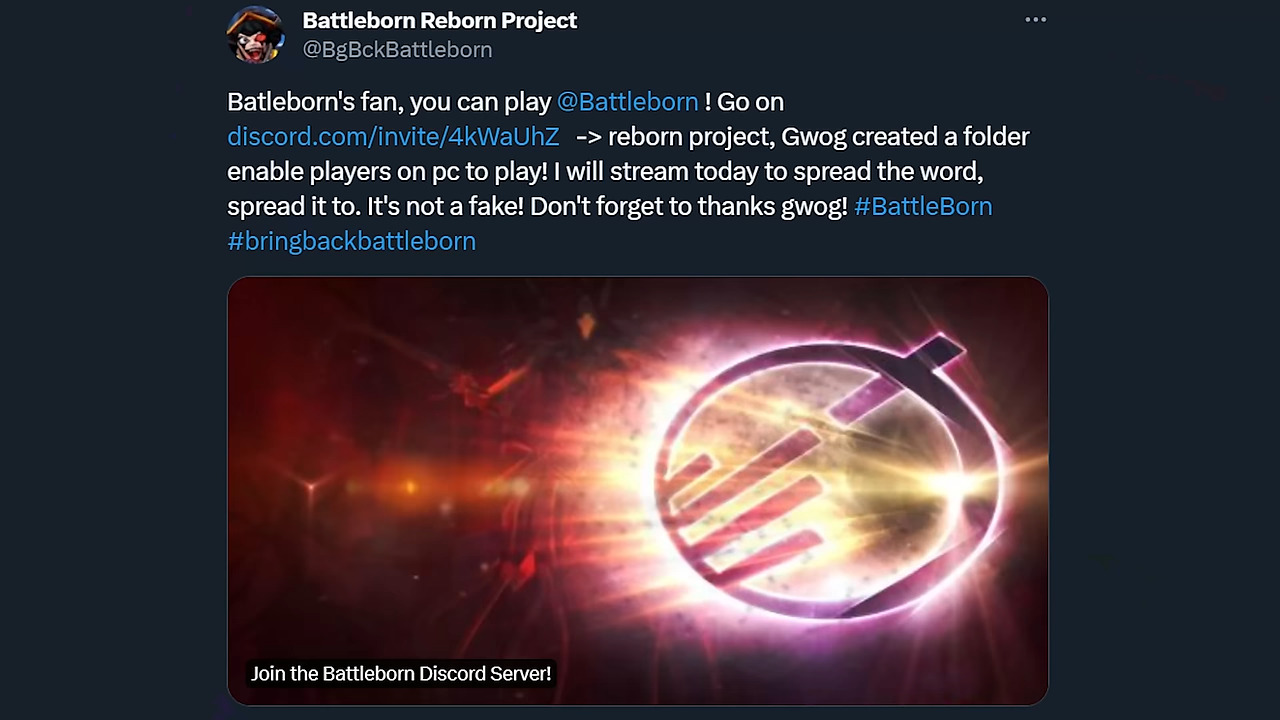 Battleborn Reborn Project
@BgBckBattleborn
Batleborn's fan, you can play @Battleborn ! Go on
discord.com/invite/4kWaUhZ -> reborn project, Gwog created a folder
enable players on pc to play! I will stream today to spread the word,
spread it to. It's not a fake! Don't forget to thanks gwog! #BattleBorn
#bringbackbattleborn
Join the Battleborn Discord Server!